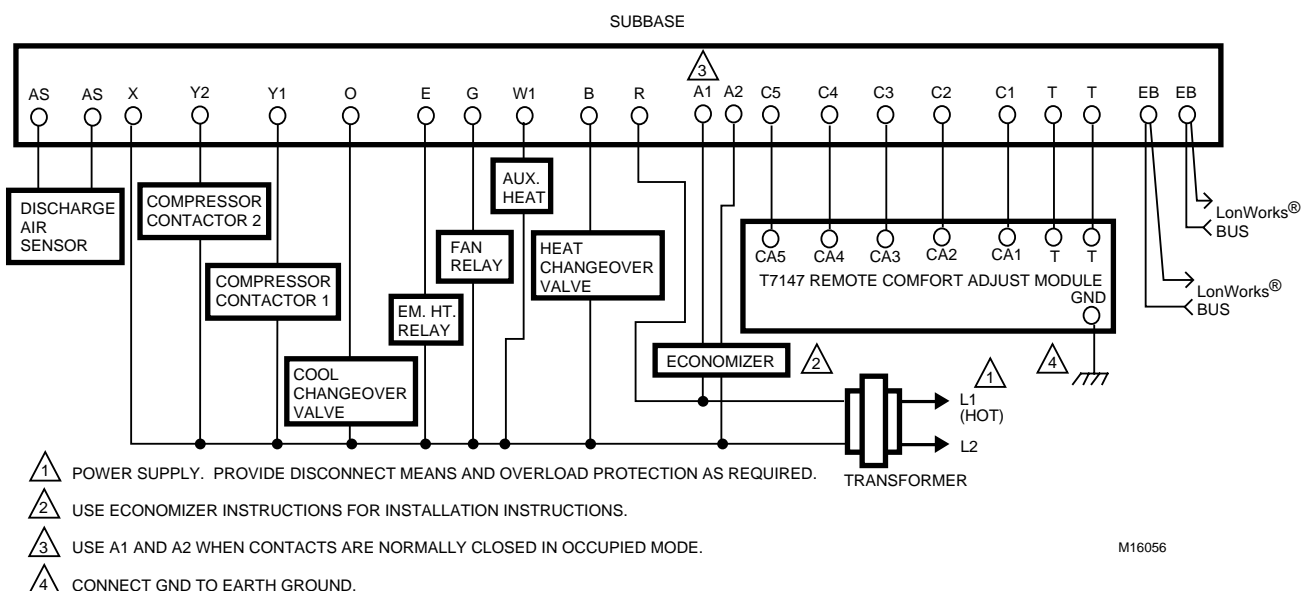 SUBBASE
3
AS AS X Y2 Y1 O E G W1 B R A1 A2 C5 C4 C3 C2 C1 T T EB EB
DISCHARGE
AIR
SENSOR
COMPRESSOR
CONTACTOR 2
COMPRESSOR
CONTACTOR 1
COOL
CHANGEOVER
VALVE
EM. HT.
RELAY
FAN
RELAY
AUX.
HEAT
HEAT
CHANGEOVER
VALVE
ECONOMIZER
2
CA5 CA4 CA3 CA2 CA1 T T
T7147 REMOTE COMFORT ADJUST MODULE
GND
4
LonWorks®
BUS
LonWorks®
BUS
1
L1
(HOT)
L2
TRANSFORMER
1 POWER SUPPLY. PROVIDE DISCONNECT MEANS AND OVERLOAD PROTECTION AS REQUIRED.
2 USE ECONOMIZER INSTRUCTIONS FOR INSTALLATION INSTRUCTIONS.
3 USE A1 AND A2 WHEN CONTACTS ARE NORMALLY CLOSED IN OCCUPIED MODE.
4 CONNECT GND TO EARTH GROUND.
M16056